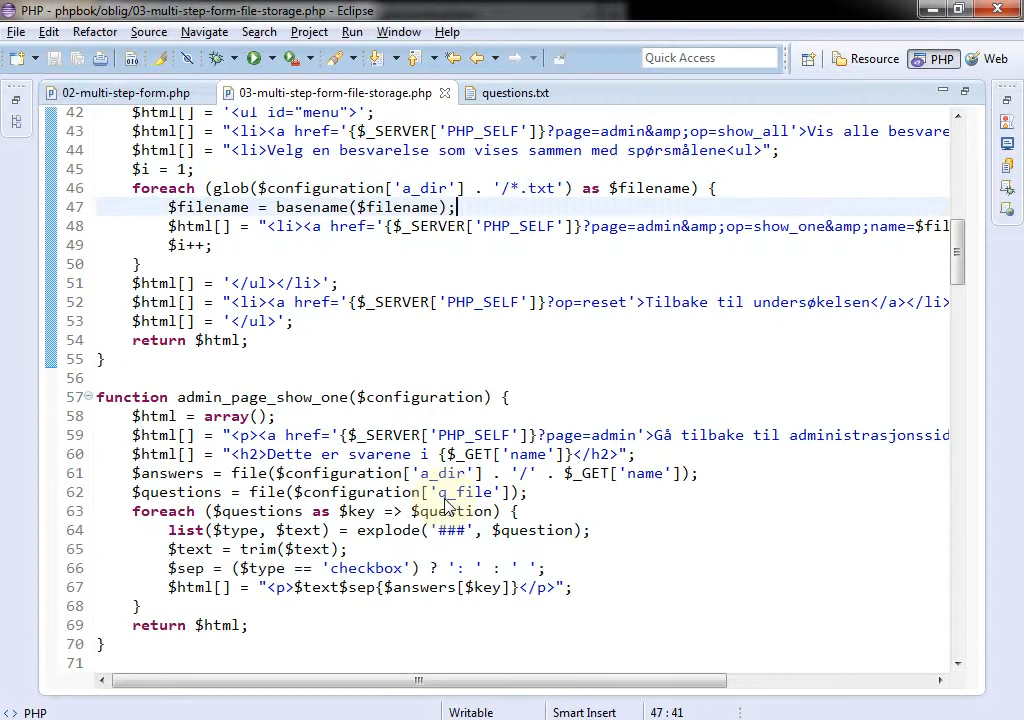 PHP - phpbok/oblig/03-multi-step-form-file-storage.php - Eclipse
File Edit Refactor Source Navigate Search Project Run Window Help
Quick Access Resource PHP Web
02-multi-step-form.php 03-multi-step-form-file-storage.php questions.txt
42 $html[] = '<ul id="menu">';
43 $html[] = "<li><a href='{$_SERVER['PHP_SELF']}?page=admin&amp;op=show_all'>Vis alle besvare
44 $html[] = "<li>Velg en besvarelse som vises sammen med spørsmålene<ul>";
45 $i = 1;
46 foreach (glob($configuration['a_dir'] . '/*.txt') as $filename) {
47 $filename = basename($filename);
48 $html[] = "<li><a href='{$_SERVER['PHP_SELF']}?page=admin&amp;op=show_one&amp;name=$fil
49 $i++;
50 }
51 $html[] = '</ul></li>';
52 $html[] = "<li><a href='{$_SERVER['PHP_SELF']}?op=reset'>Tilbake til undersøkelsen</a></li>
53 $html[] = '</ul>';
54 return $html;
55 }
56
57 function admin_page_show_one($configuration) {
58 $html = array();
59 $html[] = "<p><a href='{$_SERVER['PHP_SELF']}?page=admin'>Gå tilbake til administrasjonssid
60 $html[] = "<h2>Dette er svarene i {$_GET['name']}</h2>";
61 $answers = file($configuration['a_dir'] . '/' . $_GET['name']);
62 $questions = file($configuration['q_file']);
63 foreach ($questions as $key => $question) {
64 list($type, $text) = explode('###', $question);
65 $text = trim($text);
66 $sep = ($type == 'checkbox') ? ': ' : ' ';
67 $html[] = "<p>$text$sep{$answers[$key]}</p>";
68 }
69 return $html;
70 }
71
PHP Writable Smart Insert 47 : 41